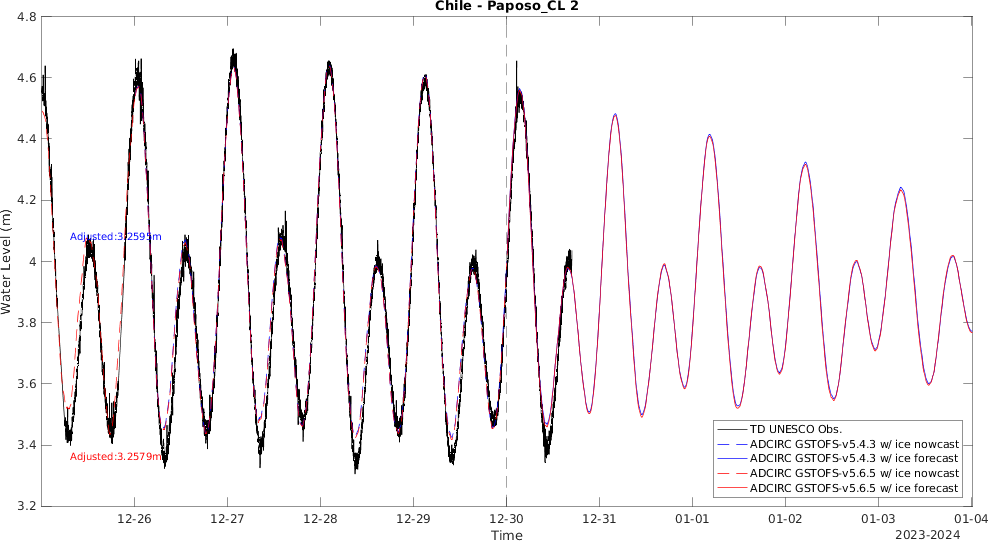 Chile - Paposo_CL 2
4.8
4.6
4.4
4.2
4
3.8
3.6
3.4
3.2
Water Level (m)
Adjusted:3.2595m
Adjusted:3.2579m
TD UNESCO Obs.
ADCIRC GSTOFS-v5.4.3 w/ ice nowcast
ADCIRC GSTOFS-v5.4.3 w/ ice forecast
ADCIRC GSTOFS-v5.6.5 w/ ice nowcast
ADCIRC GSTOFS-v5.6.5 w/ ice forecast
12-26 12-27 12-28 12-29 12-30 12-31 01-01 01-02 01-03 01-04
Time
2023-2024